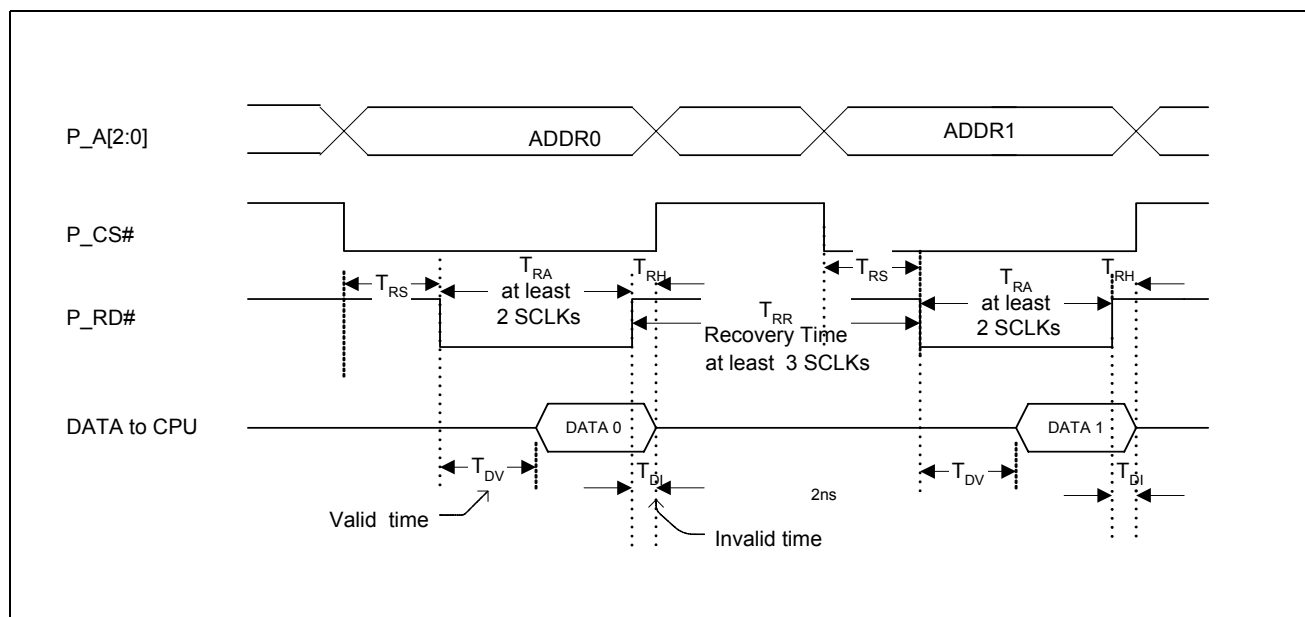 P_A[2:0]
ADDR0
ADDR1
P_CS#
T_RS
T_RA
at least
2 SCLKs
T_RH
T_RS
T_RA
at least
2 SCLKs
T_RH
P_RD#
T_RR
Recovery Time
at least 3 SCLKs
DATA to CPU
DATA 0
DATA 1
T_DV
T_DI
2ns
T_DV
T_DI
Valid time
Invalid time